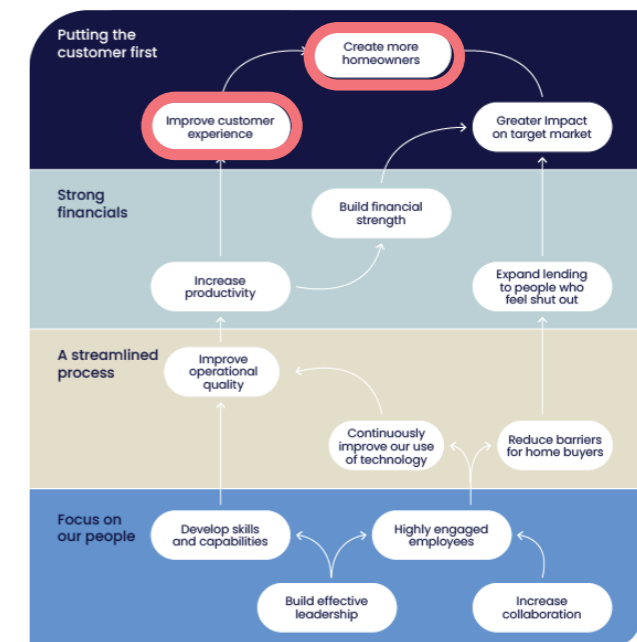 Putting the
customer first
Create more
homeowners
Improve customer
experience
Greater Impact
on target market
Strong
financials
Build financial
strength
Increase
productivity
Expand lending
to people who
feel shut out
A streamlined
process
Improve
operational
quality
Continuously
improve our use
of technology
Reduce barriers
for home buyers
Focus on
our people
Develop skills
and capabilities
Highly engaged
employees
Build effective
leadership
Increase
collaboration